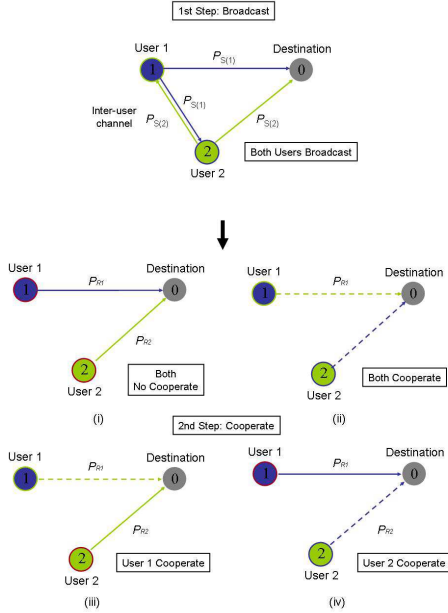 1st Step: Broadcast
User 1
Destination
1
P_S(1)
0
Inter-user
channel
P_S(1)
P_S(2)
P_S(2)
2
Both Users Broadcast
User 2
User 1
Destination
1
P_R1
0
P_R2
2
Both
No Cooperate
User 2
(i)
User 1
Destination
1
P_R1
0
2
Both Cooperate
User 2
(ii)
2nd Step: Cooperate
User 1
Destination
1
P_R1
0
P_R2
2
User 1 Cooperate
User 2
(iii)
User 1
Destination
1
P_R1
0
P_R2
2
User 2 Cooperate
User 2
(iv)